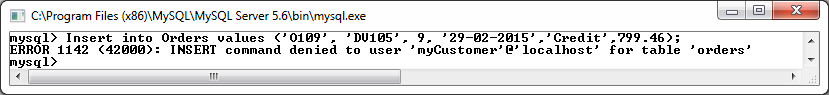 C:\Program Files (x86)\MySQL\MySQL Server 5.6\bin\mysql.exe
mysql> Insert into Orders values ('O109', 'DV105', 9, '29-02-2015','Credit',799.46);
ERROR 1142 (42000): INSERT command denied to user 'myCustomer'@'localhost' for table 'orders'
mysql>